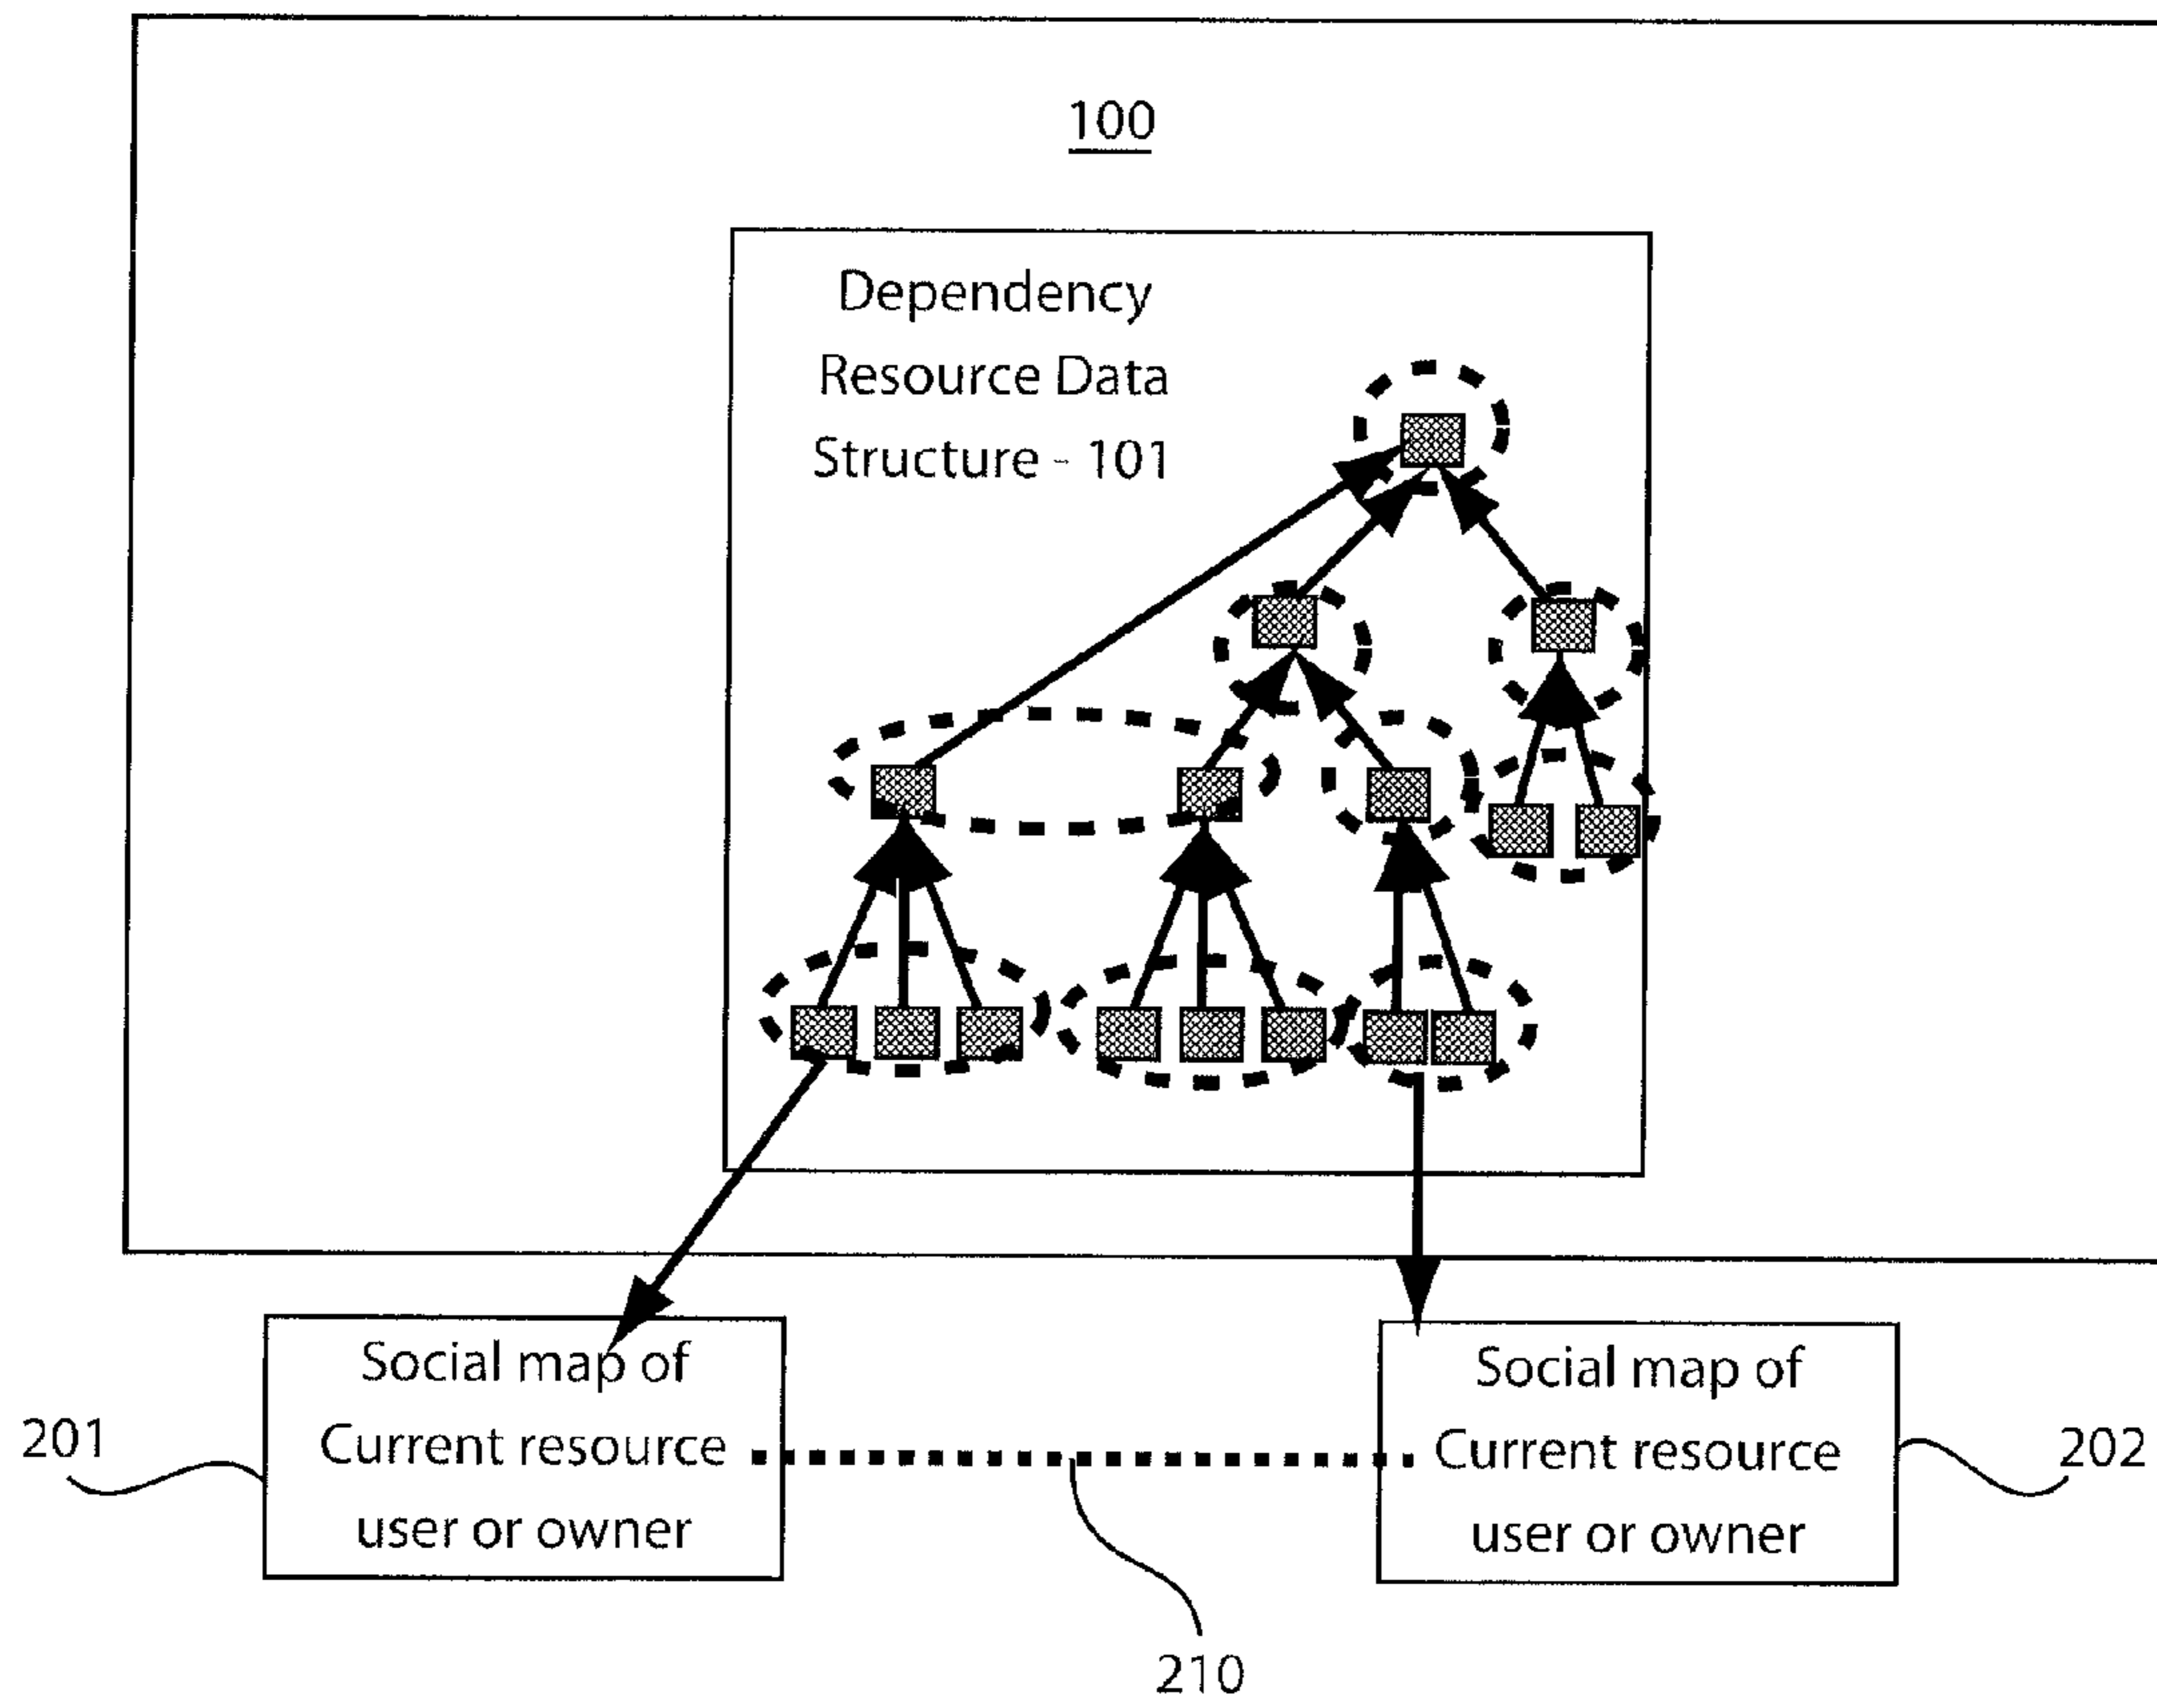 100
Dependency
Resource Data
Structure - 101
Social map of
Current resource
user or owner
Social map of
Current resource
user or owner
201
202
210